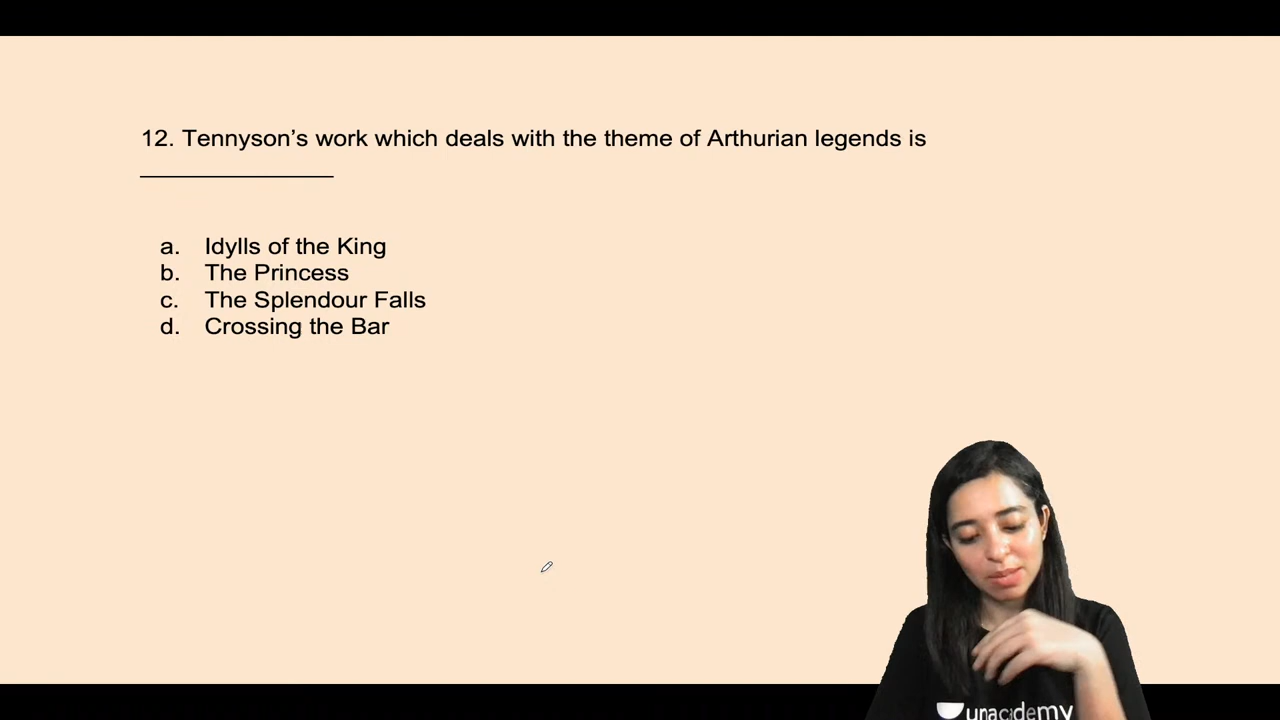 12. Tennyson’s work which deals with the theme of Arthurian legends is
______________
a. Idylls of the King
b. The Princess
c. The Splendour Falls
d. Crossing the Bar
unacademy